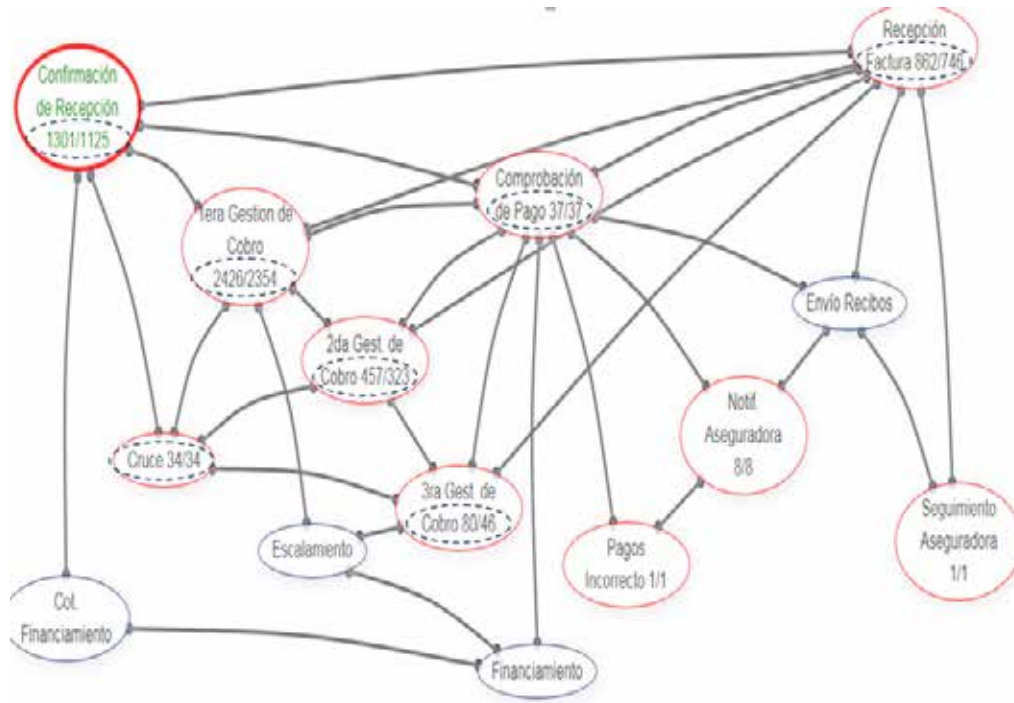 Recepción
Factura 862/746
Confirmación
de Recepción
1301/1125
Comprobación
de Pago 37/37
1era Gestion de
Cobro
2426/2354
Envío Recibos
2da Gest. de
Cobro 457/323
Notif.
Aseguradora
8/8
Cruce 34/34
3ra Gest. de
Cobro 80/46
Seguimiento
Aseguradora
1/1
Escalamiento
Pagos
Incorrecto 1/1
Cot.
Financiamiento
Financiamiento